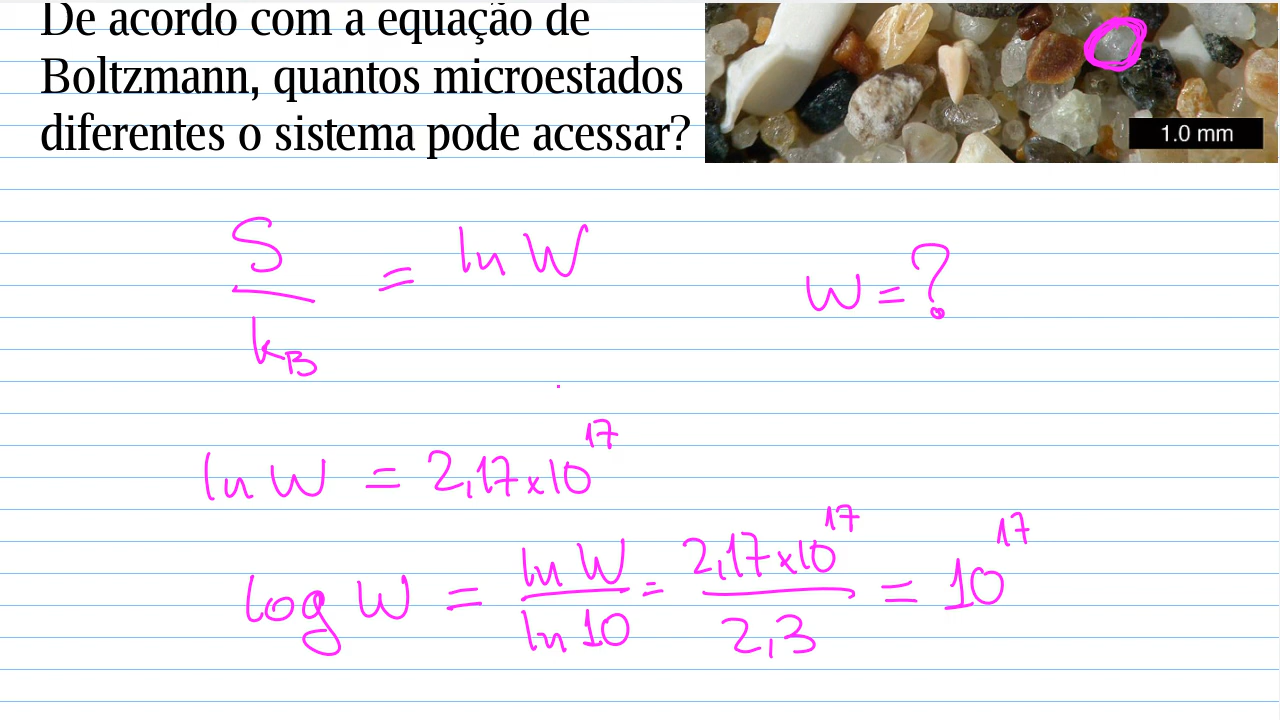 De acordo com a equação de
Boltzmann, quantos microestados
diferentes o sistema pode acessar?
1.0 mm
S/k_B = ln W
W = ?
ln W = 2,17x10^17
log W = ln W/ln 10 = 2,17x10^17/2,3 = 10^17